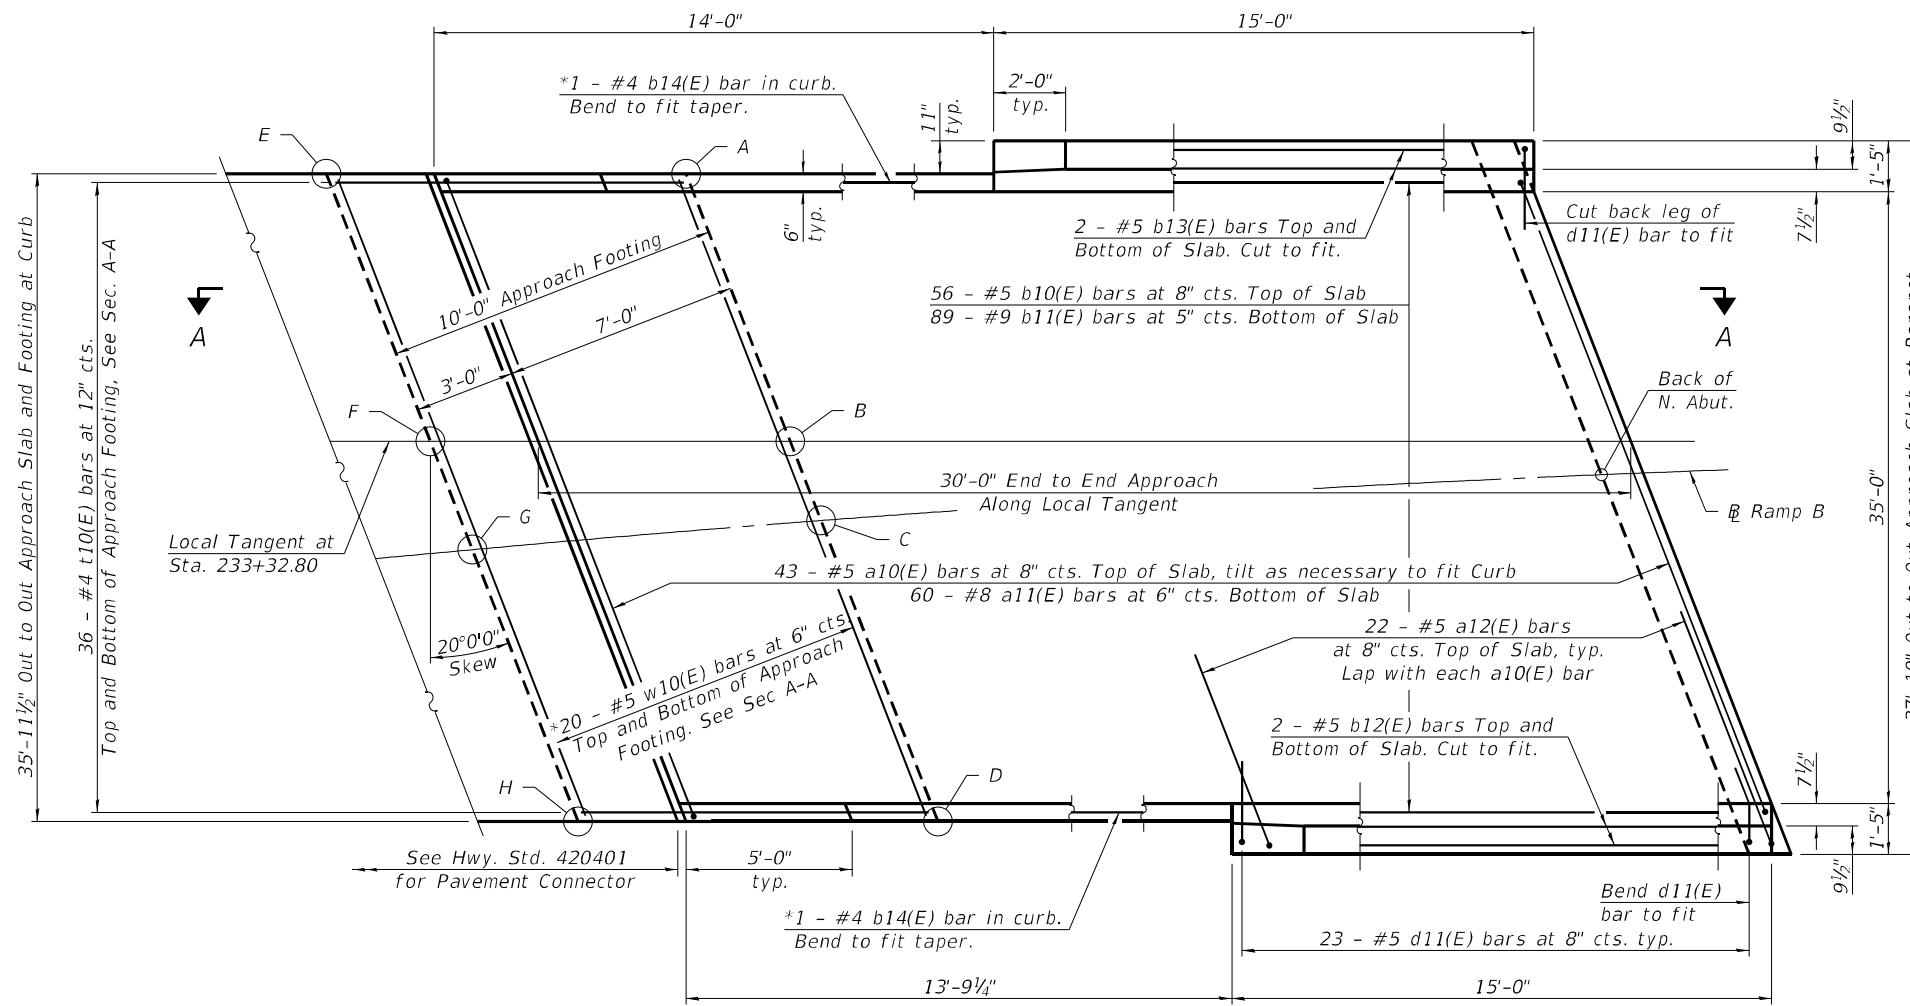 14'-0"
15'-0"
*1 - #4 b14(E) bar in curb.
Bend to fit taper.
2'-0"
typ.
11"
typ.
9½"
1'-5"
7½"
E
A
6"
typ.
2 - #5 b13(E) bars Top and
Bottom of Slab. Cut to fit.
Cut back leg of
d11(E) bar to fit
35'-11½" Out to Out Approach Slab and Footing at Curb
36 - #4 t10(E) bars at 12" cts.
Top and Bottom of Approach Footing, See Sec. A-A
A
10'-0" Approach Footing
7'-0"
3'-0"
56 - #5 b10(E) bars at 8" cts. Top of Slab
89 - #9 b11(E) bars at 5" cts. Bottom of Slab
A
Back of
N. Abut.
F
B
30'-0" End to End Approach
Along Local Tangent
35'-0"
Ramp B
G
C
Local Tangent at
Sta. 233+32.80
43 - #5 a10(E) bars at 8" cts. Top of Slab, tilt as necessary to fit Curb
60 - #8 a11(E) bars at 6" cts. Bottom of Slab
20°0'0"
Skew
*20 - #5 w10(E) bars at 6" cts.
Top and Bottom of Approach
Footing. See Sec A-A
22 - #5 a12(E) bars
at 8" cts. Top of Slab, typ.
Lap with each a10(E) bar
2 - #5 b12(E) bars Top and
Bottom of Slab. Cut to fit.
H
D
7½"
1'-5"
9½"
See Hwy. Std. 420401
for Pavement Connector
5'-0"
typ.
*1 - #4 b14(E) bar in curb.
Bend to fit taper.
Bend d11(E)
bar to fit
23 - #5 d11(E) bars at 8" cts. typ.
13'-9¼"
15'-0"